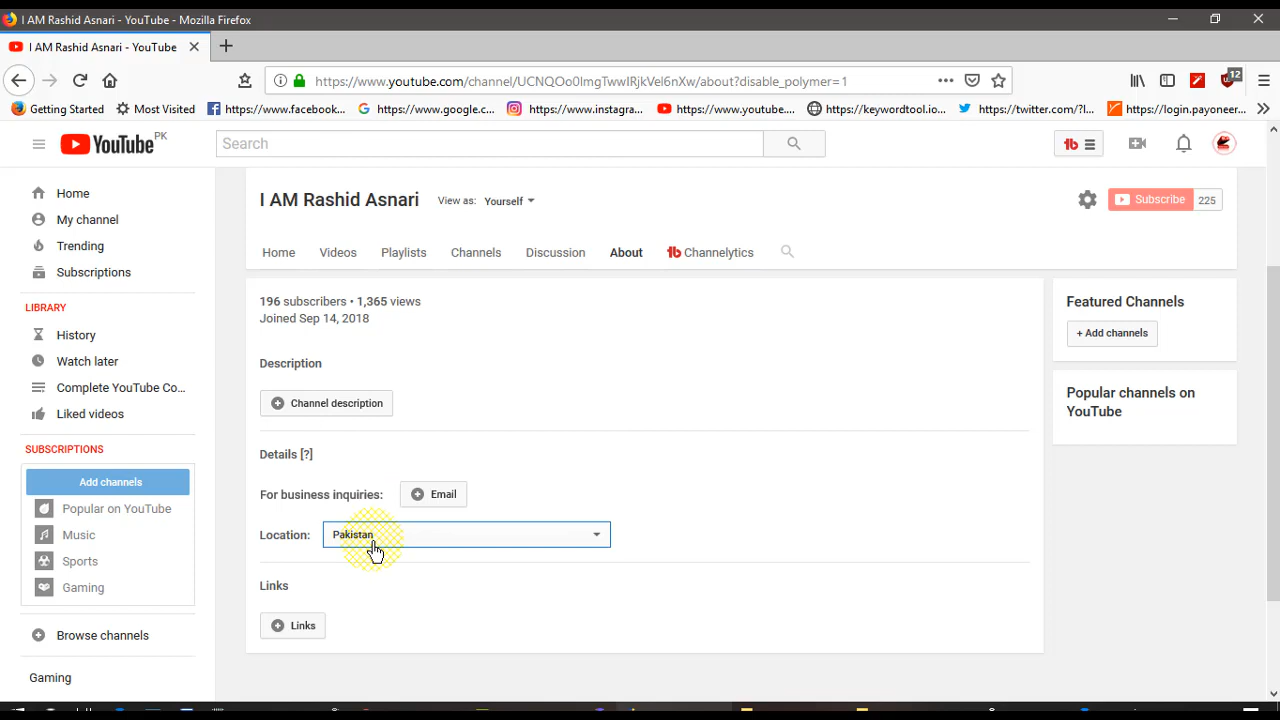 I AM Rashid Asnari - YouTube - Mozilla Firefox
I AM Rashid Asnari - YouTube
https://www.youtube.com/channel/UCNQOo0ImgTwwIRjkVel6nXw/about?disable_polymer=1
12
Getting Started
Most Visited
https://www.facebook...
https://www.google.c...
https://www.instagra...
https://www.youtube....
https://keywordtool.io...
https://twitter.com/?l...
https://login.payoneer...
YouTube PK
Search
tb
Home
My channel
Trending
Subscriptions
LIBRARY
History
Watch later
Complete YouTube Co...
Liked videos
SUBSCRIPTIONS
Add channels
Popular on YouTube
Music
Sports
Gaming
Browse channels
Gaming
I AM Rashid Asnari
View as: Yourself
Subscribe 225
Home
Videos
Playlists
Channels
Discussion
About
tb Channelytics
196 subscribers • 1,365 views
Joined Sep 14, 2018
Description
Channel description
Details [?]
For business inquiries: Email
Location: Pakistan
Links
Links
Featured Channels
+ Add channels
Popular channels on
YouTube